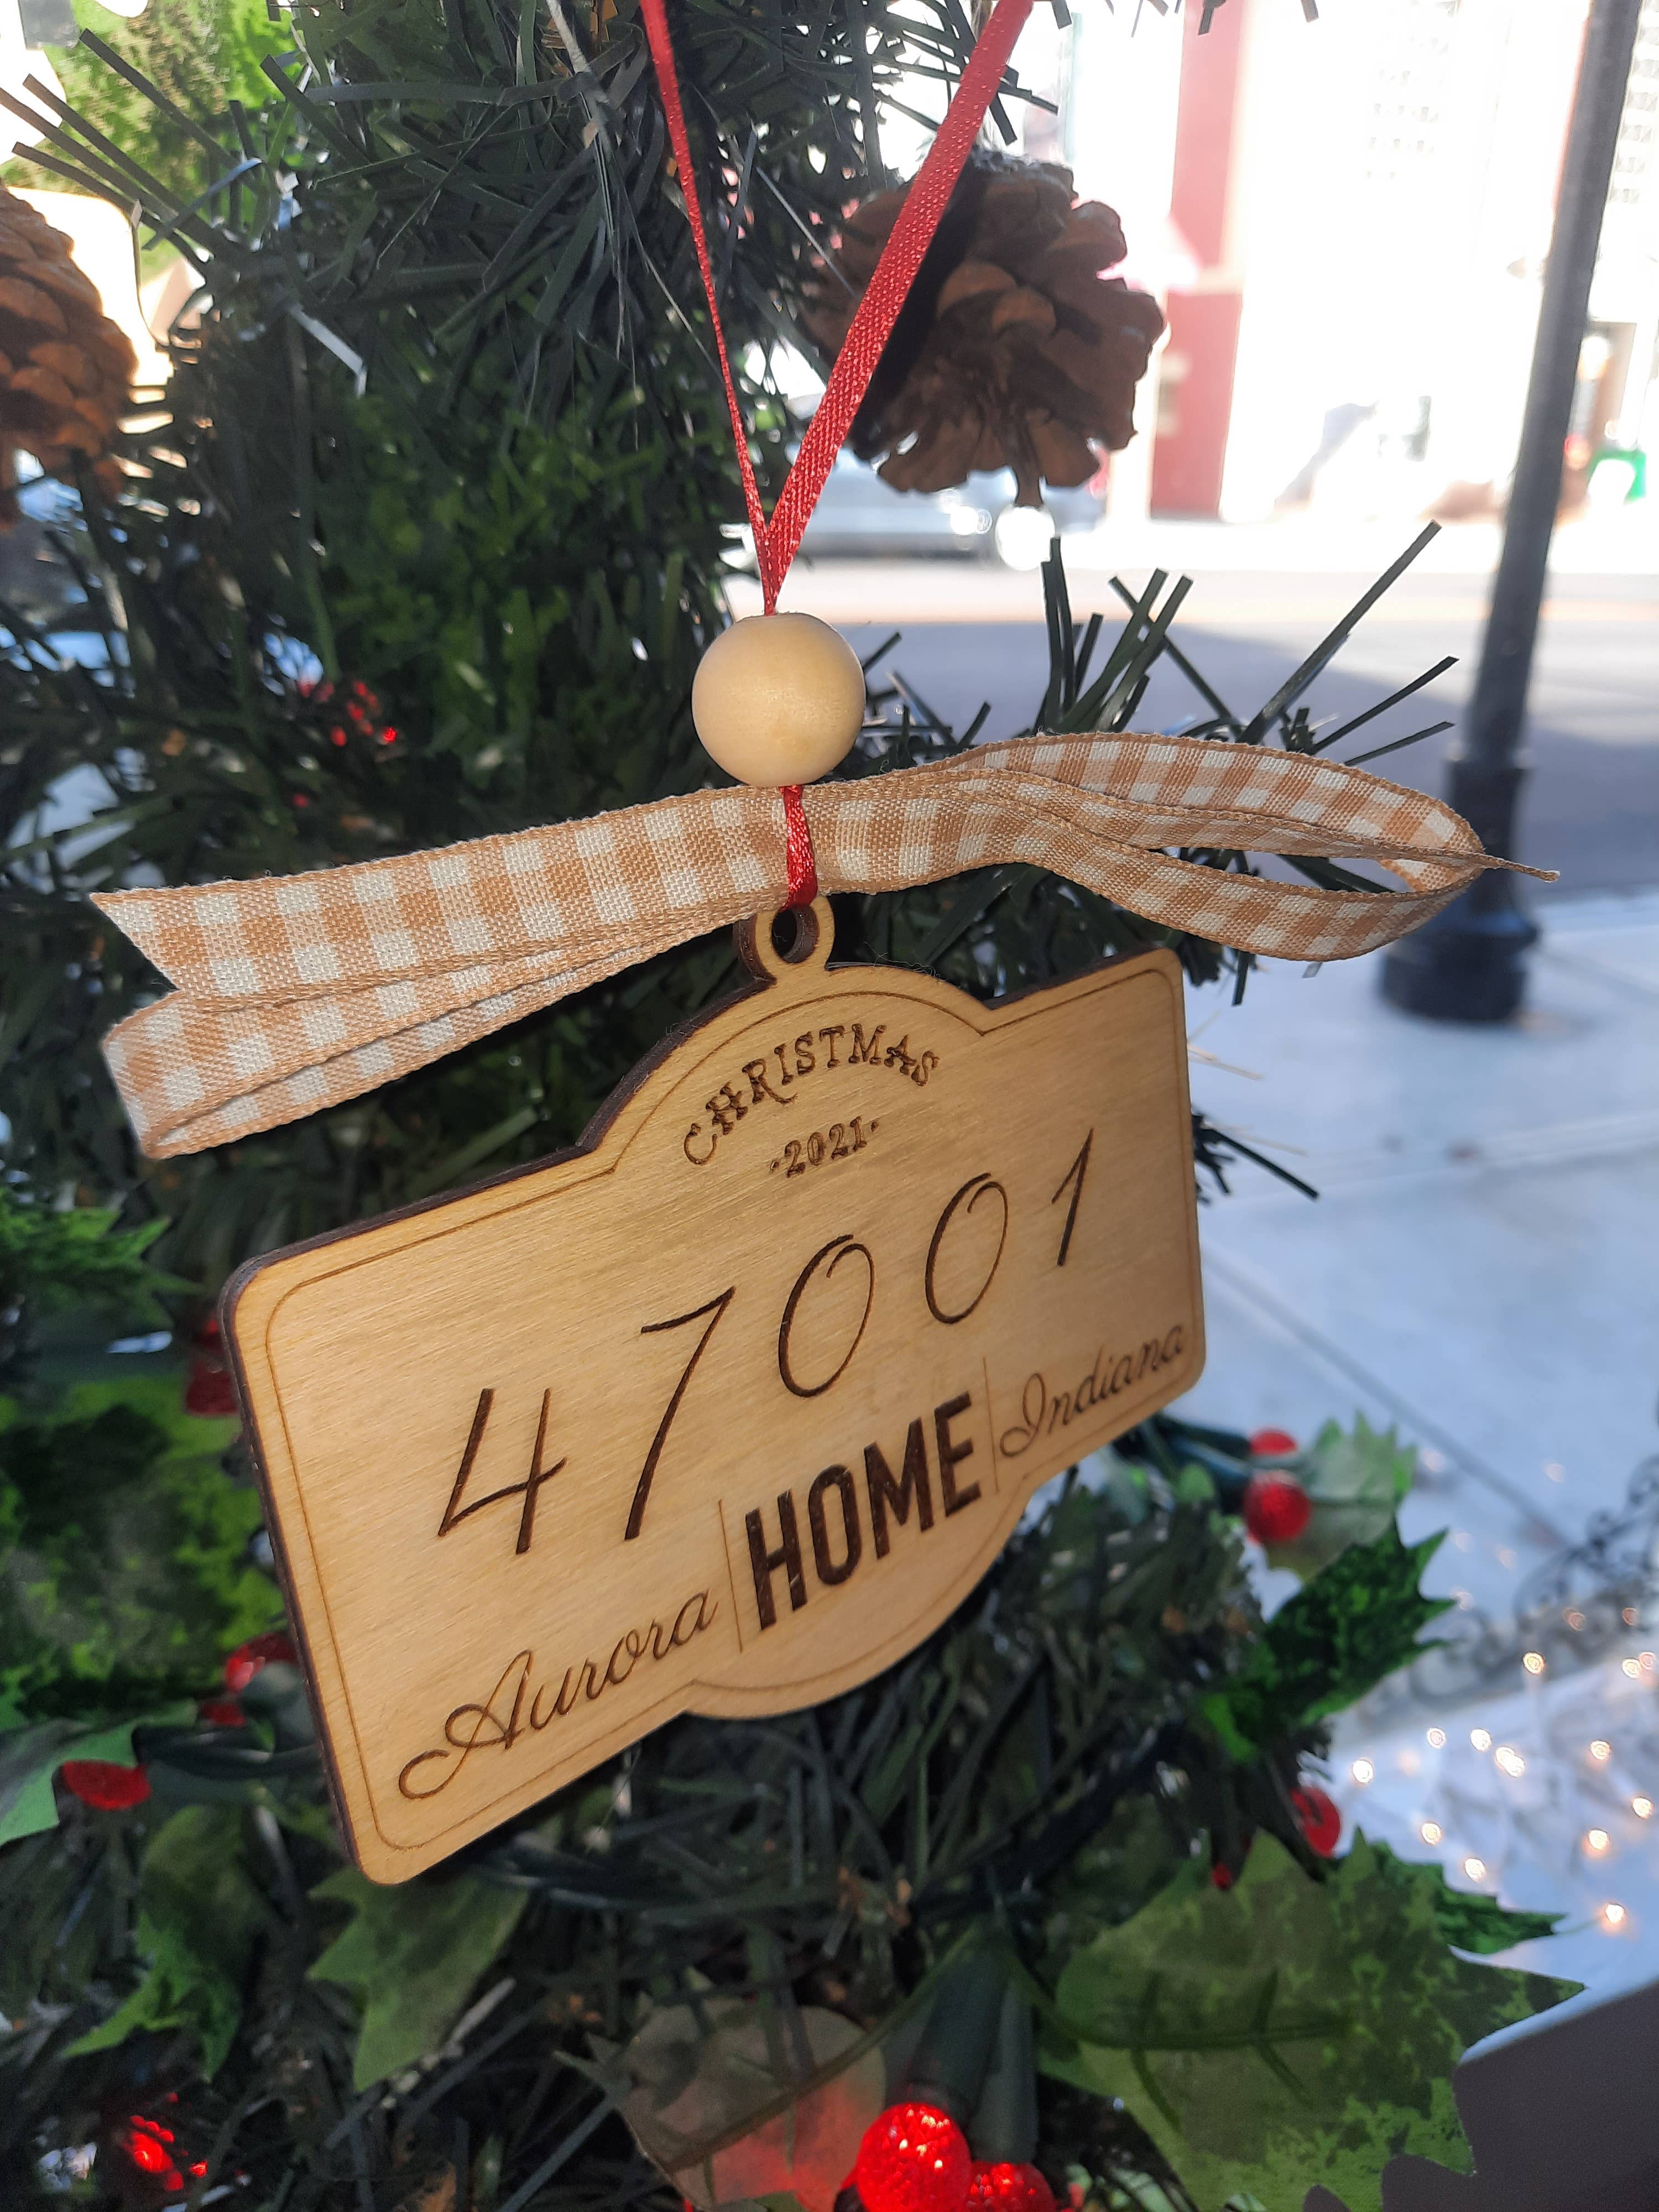 CHRISTMAS
·2021·
47001
Aurora | HOME | Indiana